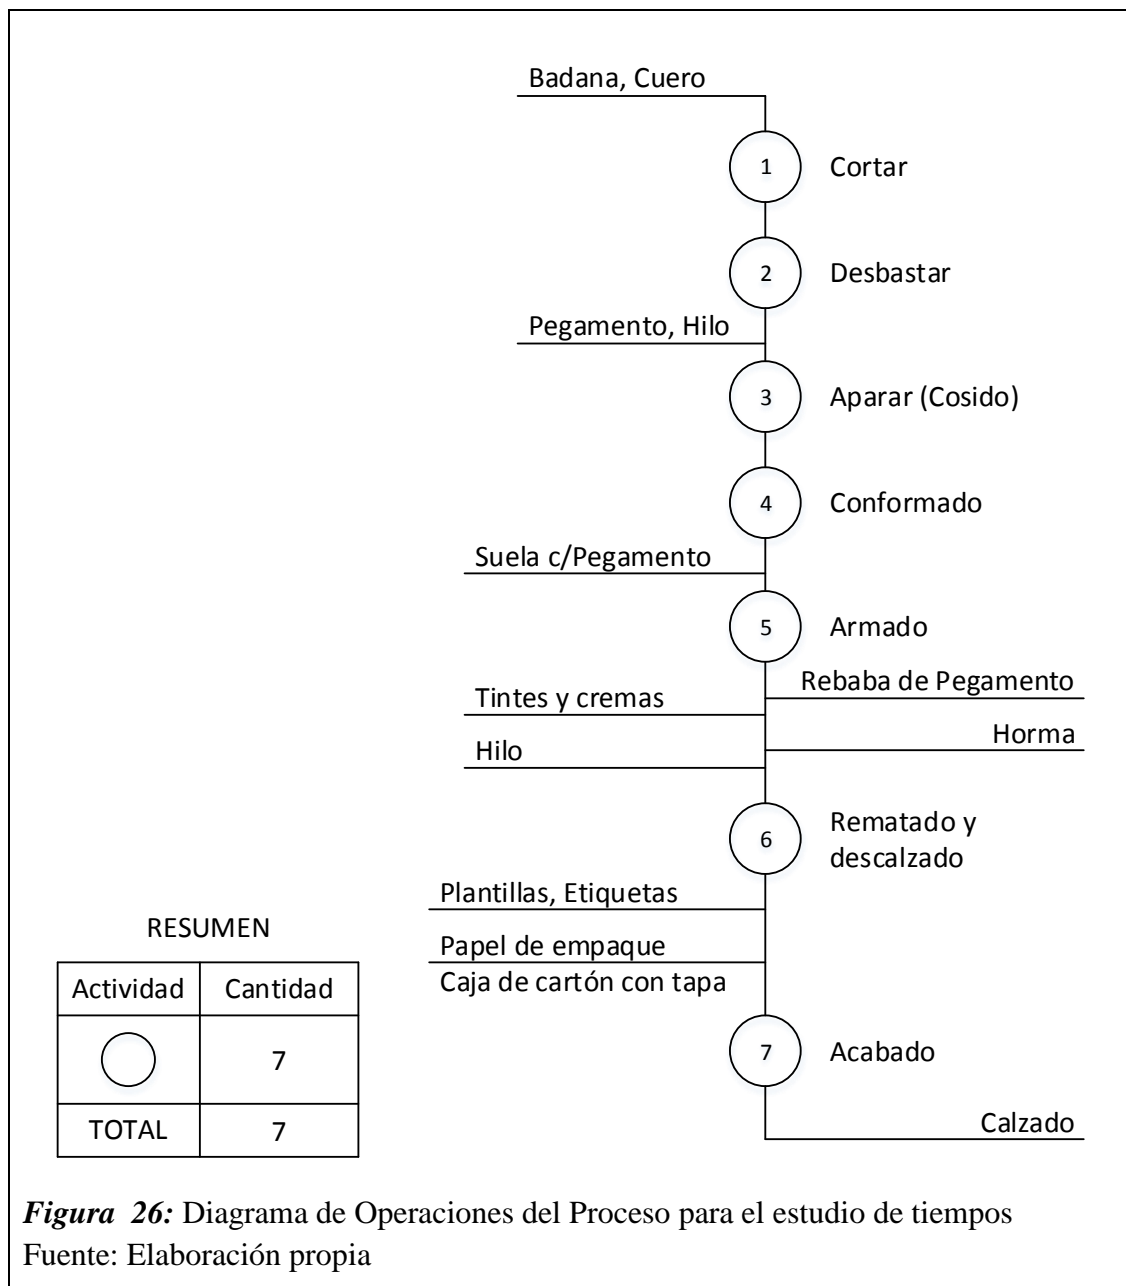 Badana, Cuero
1 Cortar
2 Desbastar
Pegamento, Hilo
3 Aparar (Cosido)
4 Conformado
Suela c/Pegamento
5 Armado
Rebaba de Pegamento
Tintes y cremas
Horma
Hilo
6 Rematado y
descalzado
Plantillas, Etiquetas
Papel de empaque
Caja de cartón con tapa
7 Acabado
Calzado
RESUMEN
Actividad Cantidad
7
TOTAL 7
Figura 26: Diagrama de Operaciones del Proceso para el estudio de tiempos
Fuente: Elaboración propia